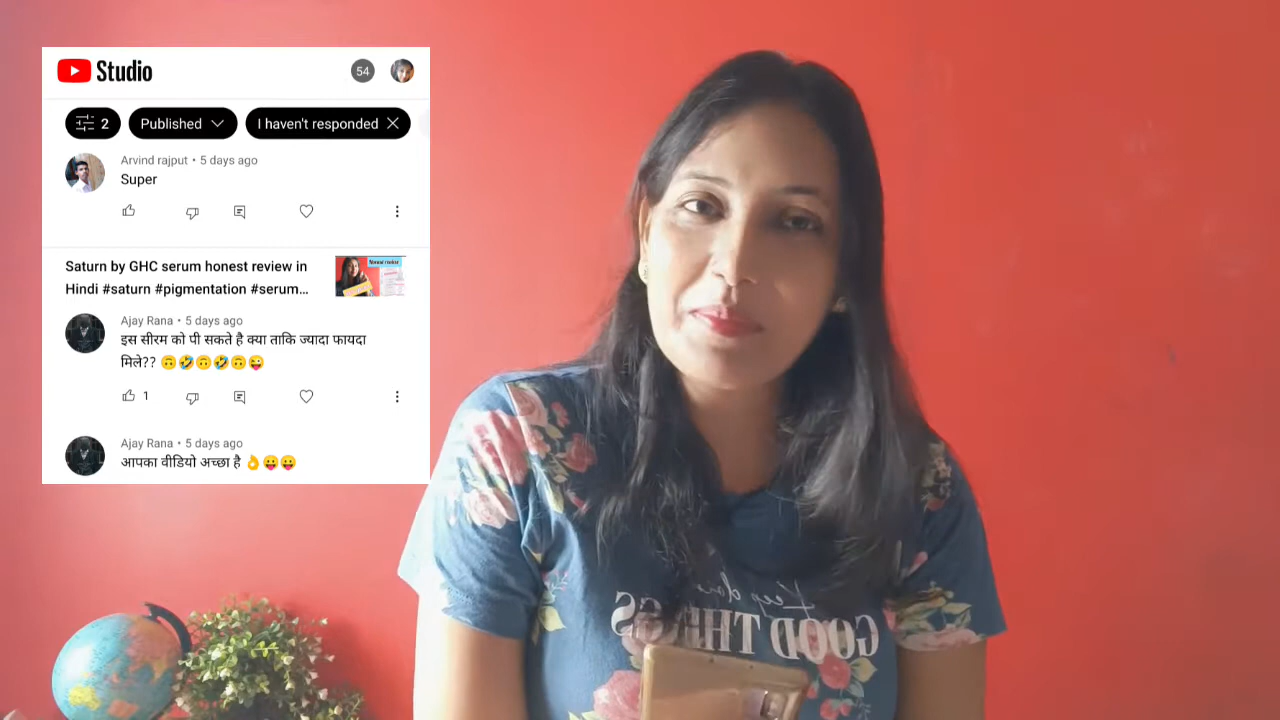 Studio
54
2
Published
I haven't responded
Arvind rajput • 5 days ago
Super
Saturn by GHC serum honest review in
Hindi #saturn #pigmentation #serum...
Ajay Rana • 5 days ago
इस सीरम को पी सकते है क्या ताकि ज्यादा फायदा
मिले?? 🙃🤣🙃🤣🙃😜
1
Ajay Rana • 5 days ago
आपका वीडियो अच्छा है 👌😛😛
GOOD THINGS